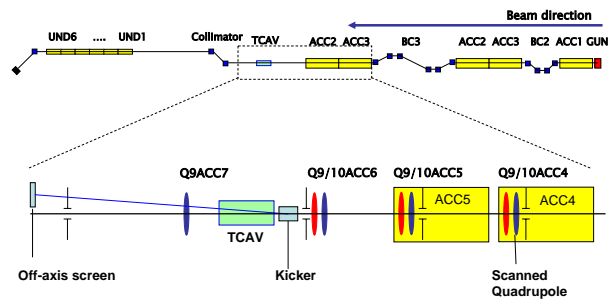 Beam direction
UND6 .... UND1 Collimator TCAV ACC2 ACC3 BC3 ACC2 ACC3 BC2 ACC1 GUN
Q9ACC7 Q9/10ACC6 Q9/10ACC5 Q9/10ACC4
ACC5 ACC4
TCAV
Off-axis screen Kicker Scanned
Quadrupole